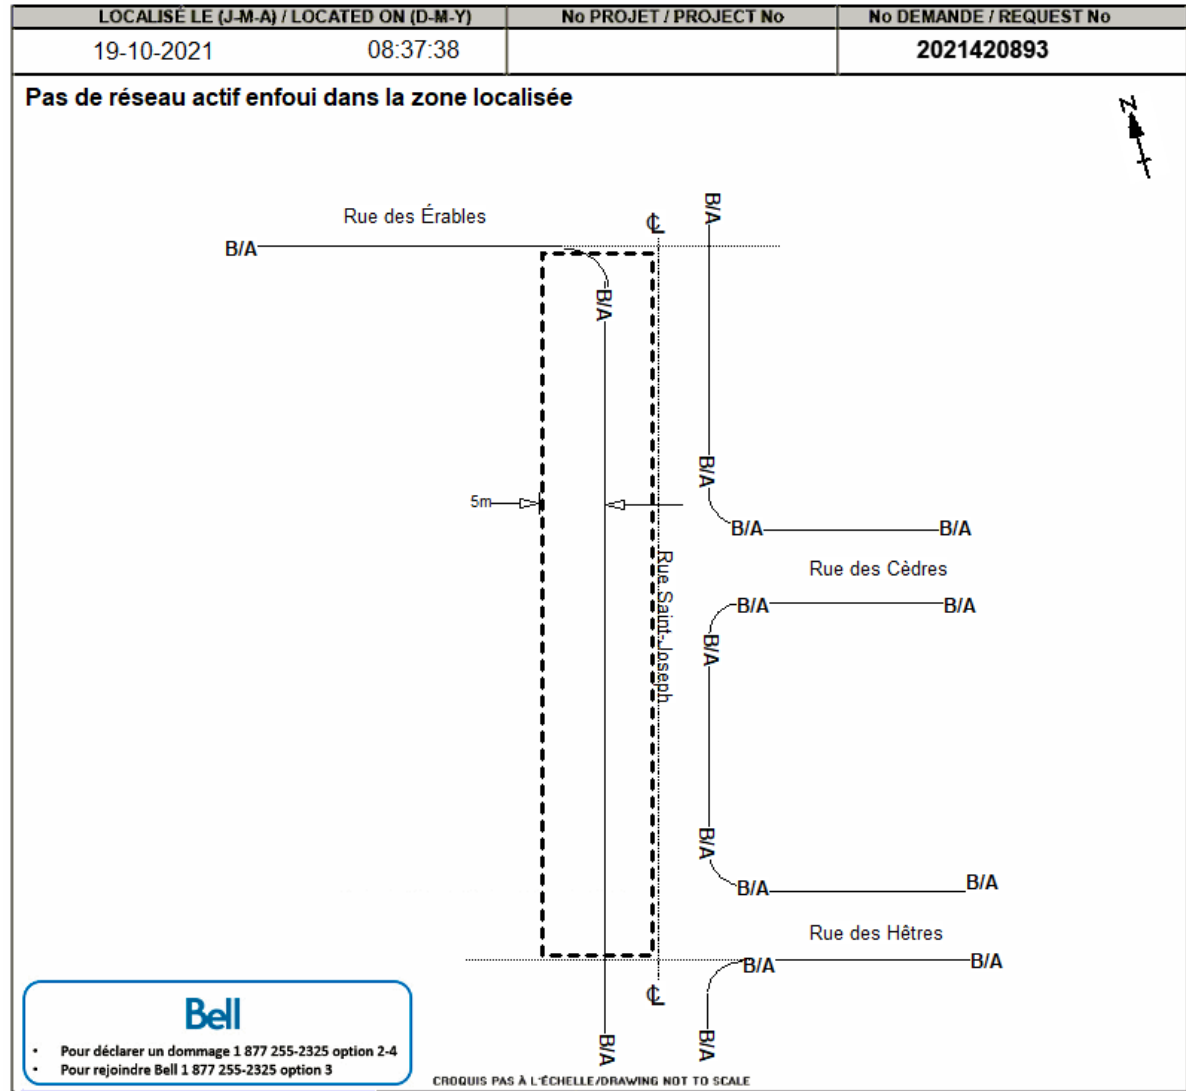 LOCALISÉ LE (J-M-A) / LOCATED ON (D-M-Y) No PROJET / PROJECT No No DEMANDE / REQUEST No
19-10-2021 08:37:38 2021420893
Pas de réseau actif enfoui dans la zone localisée
N
Rue des Érables
B/A
B/A
℄
B/A
B/A
5m
B/A
B/A
Rue des Cèdres
Rue Saint-Joseph
B/A
B/A
B/A
B/A
B/A
B/A
Rue des Hêtres
B/A
B/A
℄
B/A
B/A
Bell
• Pour déclarer un dommage 1 877 255-2325 option 2-4
• Pour rejoindre Bell 1 877 255-2325 option 3
CROQUIS PAS À L'ÉCHELLE/DRAWING NOT TO SCALE